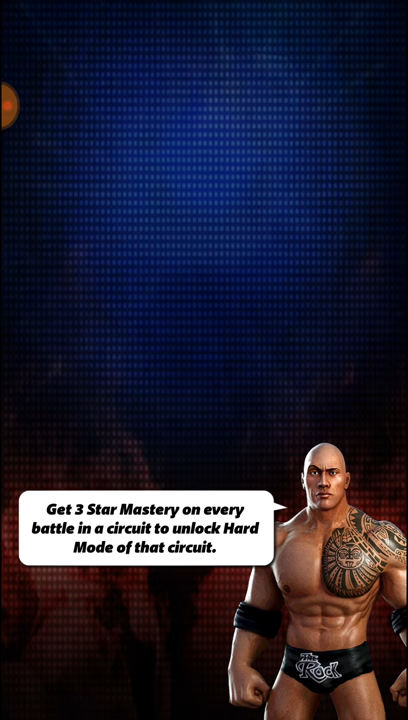 Get 3 Star Mastery on every
battle in a circuit to unlock Hard
Mode of that circuit.
The
Rock